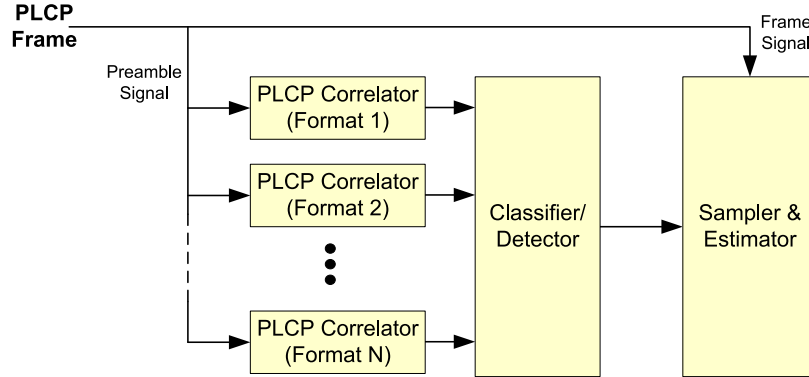 PLCP
Frame
Frame
Signal
Preamble
Signal
PLCP Correlator
(Format 1)
PLCP Correlator
(Format 2)
Classifier/
Detector
Sampler &
Estimator
PLCP Correlator
(Format N)